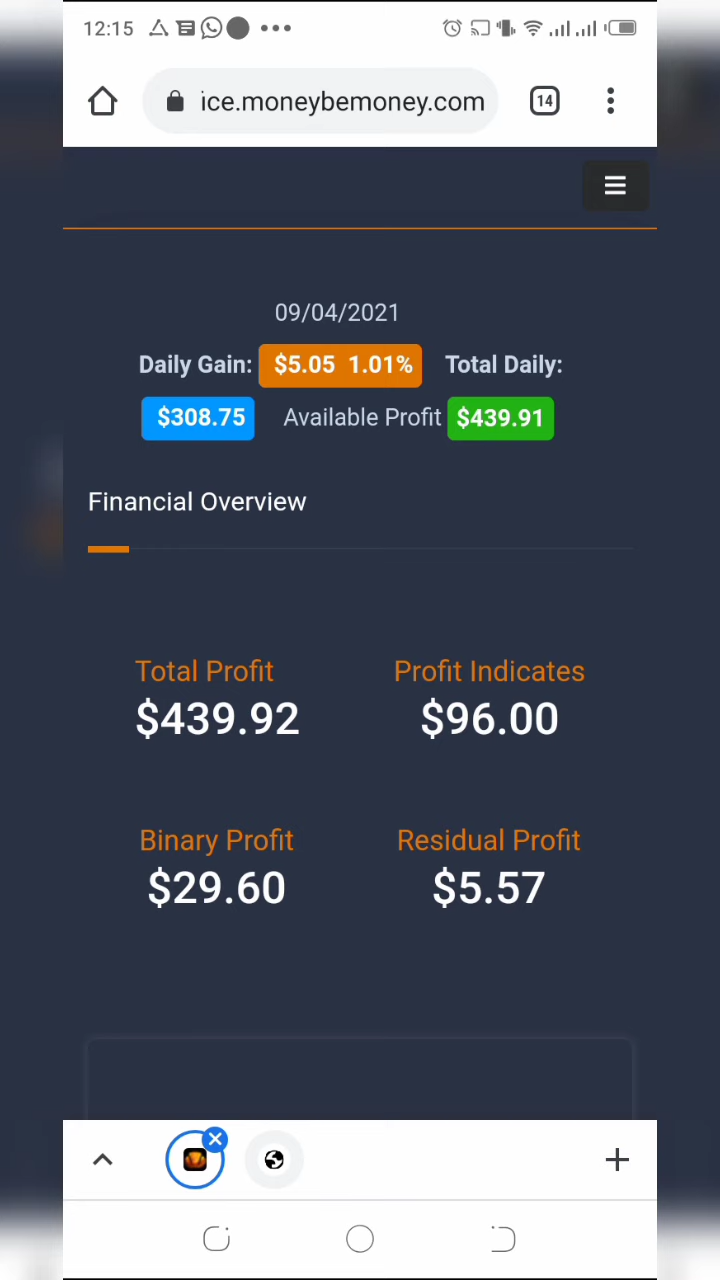 12:15
ice.moneybemoney.com
14
09/04/2021
Daily Gain: $5.05 1.01% Total Daily:
$308.75 Available Profit $439.91
Financial Overview
Total Profit Profit Indicates
$439.92 $96.00
Binary Profit Residual Profit
$29.60 $5.57